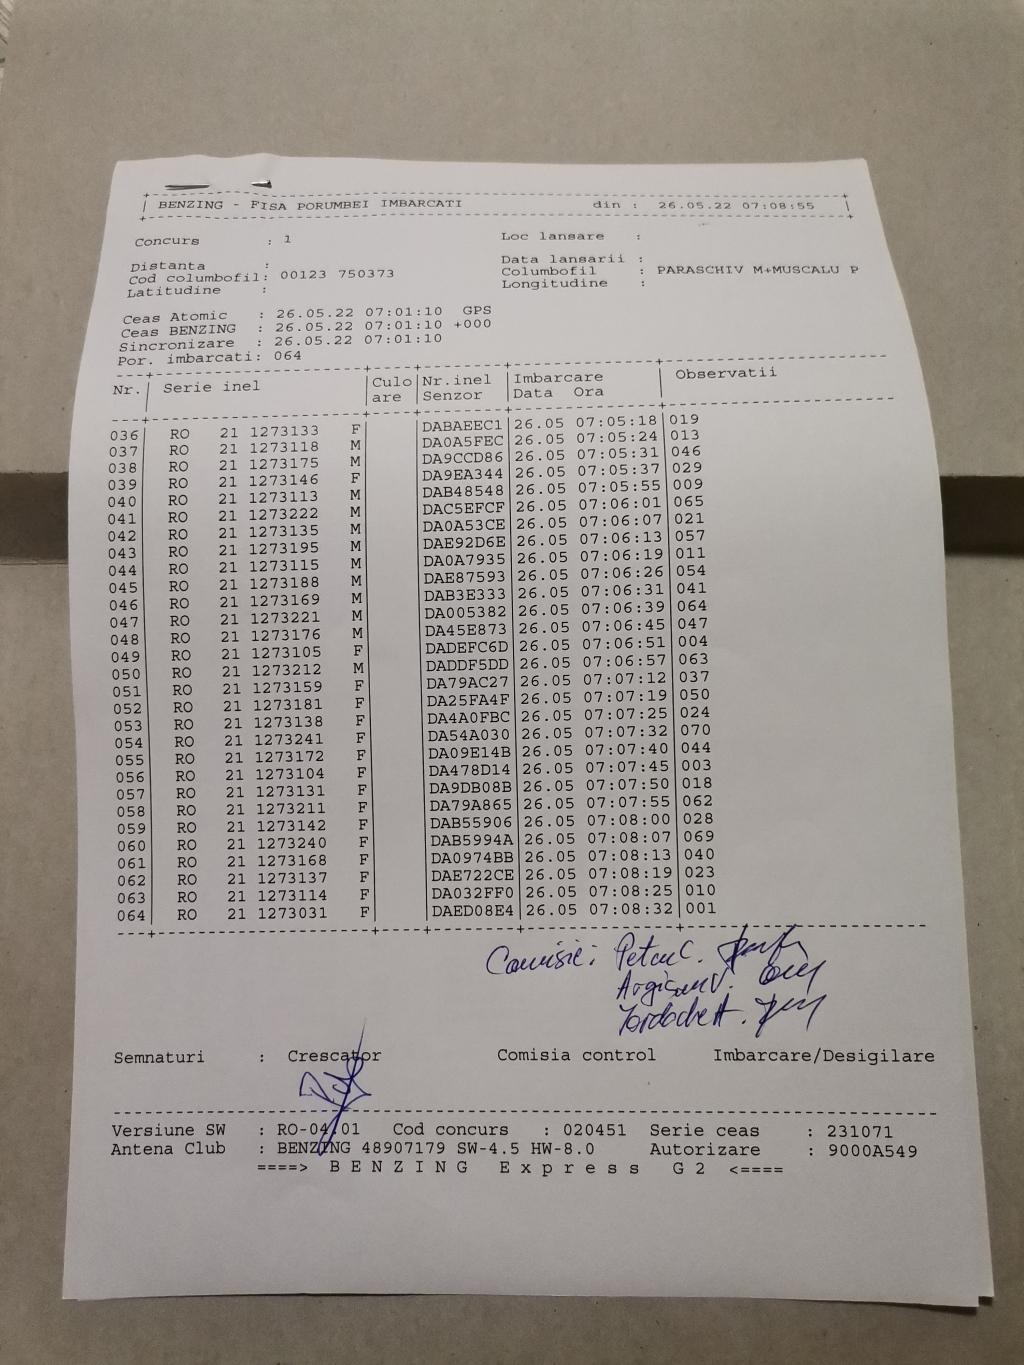 BENZING - FISA PORUMBEI IMBARCATI din : 26.05.22 07:08:55
Concurs : 1 Loc lansare :
Data lansarii :
Distanta :
Cod columbofil: 00123 750373 Columbofil : PARASCHIV M+MUSCALU P
Latitudine : Longitudine :
Ceas Atomic : 26.05.22 07:01:10 GPS
Ceas BENZING : 26.05.22 07:01:10 +000
Sincronizare : 26.05.22 07:01:10
Por. imbarcati: 064
Nr. Serie inel Culo Nr.inel Imbarcare Observatii
are Senzor Data Ora
036 RO 21 1273133 F DABAEEC1 26.05 07:05:18 019
037 RO 21 1273118 M DA0A5FEC 26.05 07:05:24 013
038 RO 21 1273175 M DA9CCD86 26.05 07:05:31 046
039 RO 21 1273146 F DA9EA344 26.05 07:05:37 029
040 RO 21 1273113 M DAB48548 26.05 07:05:55 009
041 RO 21 1273222 M DAC5EFCF 26.05 07:06:01 065
042 RO 21 1273135 M DA0A53CE 26.05 07:06:07 021
043 RO 21 1273195 M DAE92D6E 26.05 07:06:13 057
044 RO 21 1273115 M DA0A7935 26.05 07:06:19 011
045 RO 21 1273188 M DAE87593 26.05 07:06:26 054
046 RO 21 1273169 M DAB3E333 26.05 07:06:31 041
047 RO 21 1273221 M DA005382 26.05 07:06:39 064
048 RO 21 1273176 M DA45E873 26.05 07:06:45 047
049 RO 21 1273105 F DADEFC6D 26.05 07:06:51 004
050 RO 21 1273212 M DADDF5DD 26.05 07:06:57 063
051 RO 21 1273159 F DA79AC27 26.05 07:07:12 037
052 RO 21 1273181 F DA25FA4F 26.05 07:07:19 050
053 RO 21 1273138 F DA4A0FBC 26.05 07:07:25 024
054 RO 21 1273241 F DA54A030 26.05 07:07:32 070
055 RO 21 1273172 F DA09E14B 26.05 07:07:40 044
056 RO 21 1273104 F DA478D14 26.05 07:07:45 003
057 RO 21 1273131 F DA9DB08B 26.05 07:07:50 018
058 RO 21 1273211 F DA79A865 26.05 07:07:55 062
059 RO 21 1273142 F DAB55906 26.05 07:08:00 028
060 RO 21 1273240 F DAB5994A 26.05 07:08:07 069
061 RO 21 1273168 F DA0974BB 26.05 07:08:13 040
062 RO 21 1273137 F DAE722CE 26.05 07:08:19 023
063 RO 21 1273114 F DA032FF0 26.05 07:08:25 010
064 RO 21 1273031 F DAED08E4 26.05 07:08:32 001
Comisie:
Semnaturi : Crescator Comisia control Imbarcare/Desigilare
Versiune SW : RO-04.01 Cod concurs : 020451 Serie ceas : 231071
Antena Club : BENZING 48907179 SW-4.5 HW-8.0 Autorizare : 9000A549
====> B E N Z I N G E x p r e s s G 2 <====